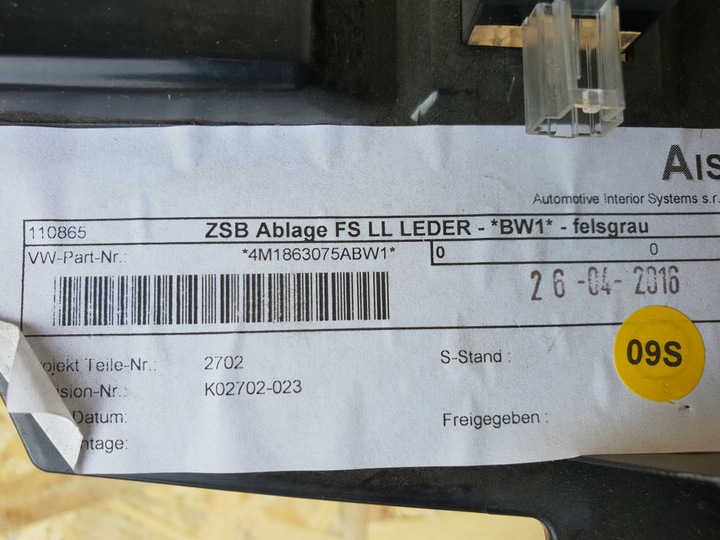 AIS
Automotive Interior Systems s.r.
110865 ZSB Ablage FS LL LEDER - *BW1* - felsgrau
VW-Part-Nr.: *4M1863075ABW1* 0 0
26-04-2016
Teile-Nr.: 2702 S-Stand : 09S
K02702-023
Datum: Freigegeben :